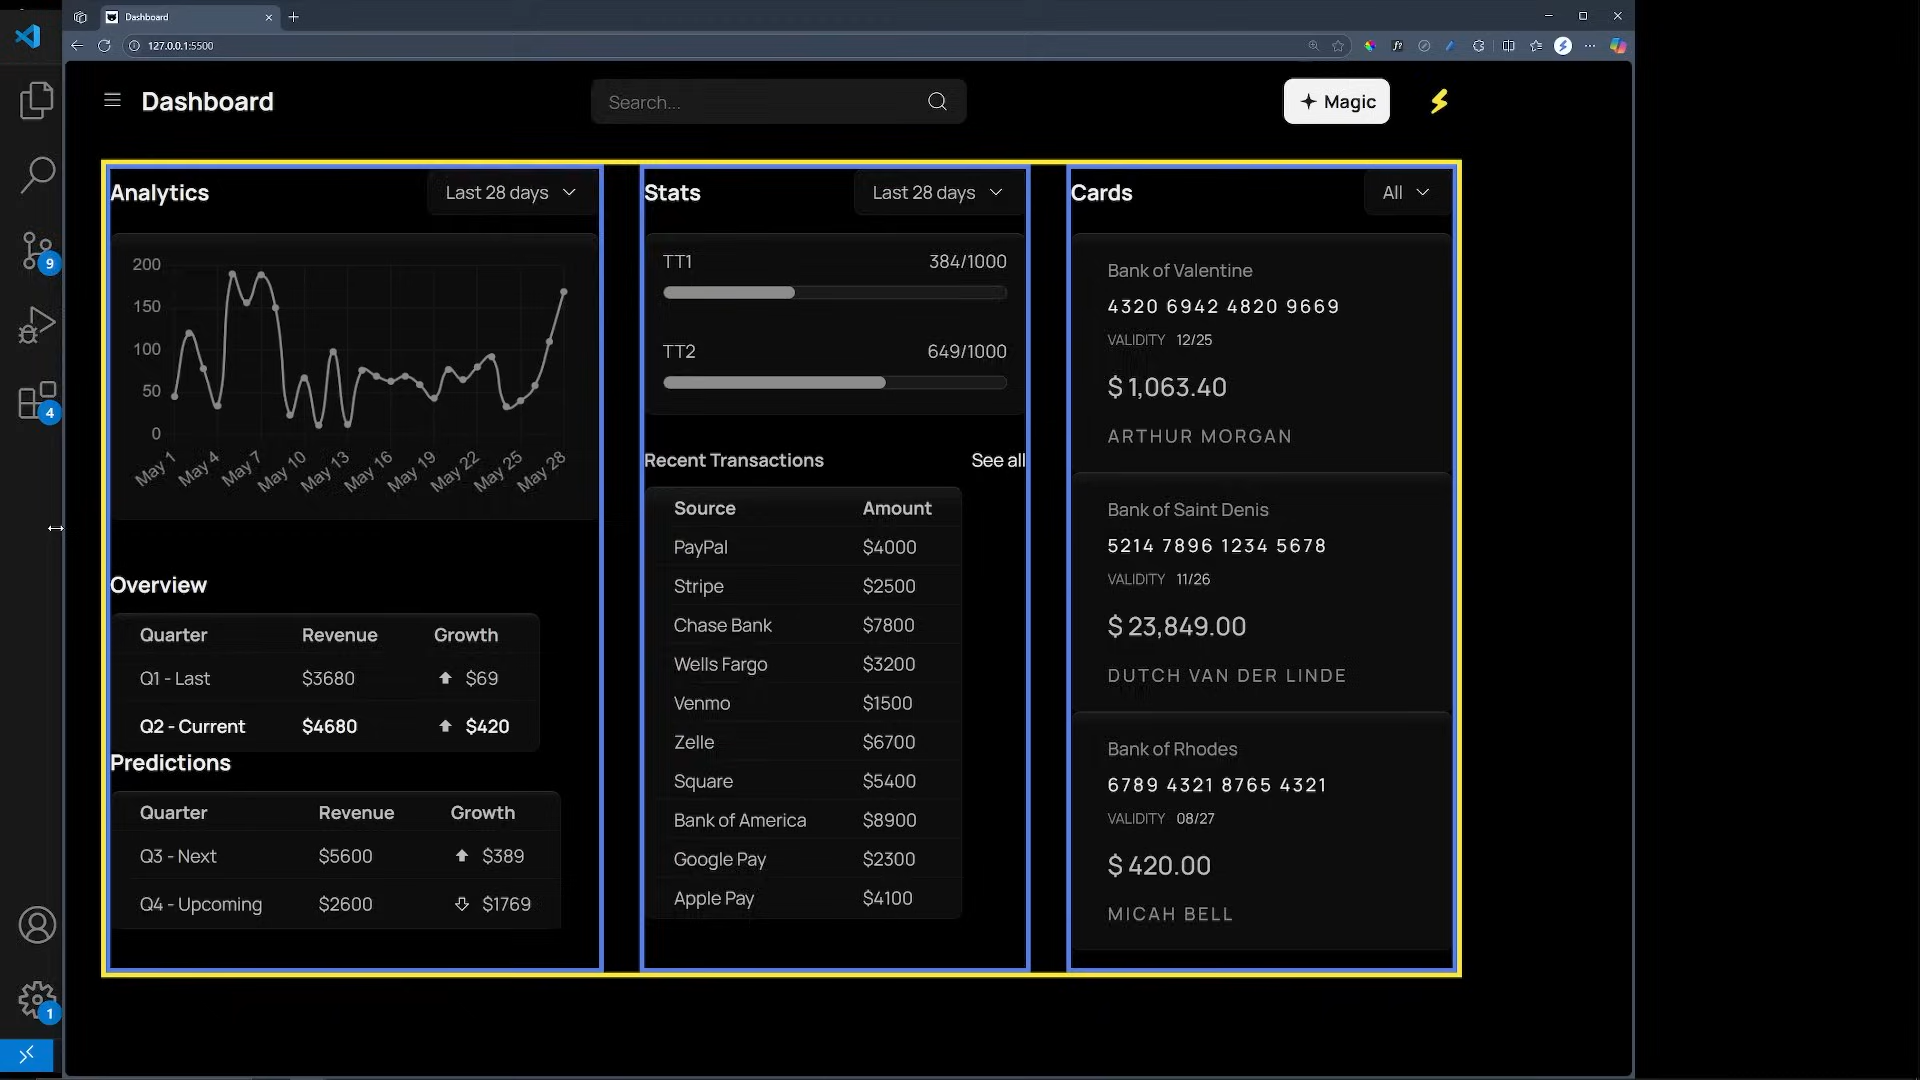 Dashboard
127.0.0.1:5500
Dashboard
Search...
Magic
Analytics
Last 28 days
200
150
100
50
0
May 1
May 4
May 7
May 10
May 13
May 16
May 19
May 22
May 25
May 28
Overview
Quarter Revenue Growth
Q1 - Last $3680 $69
Q2 - Current $4680 $420
Predictions
Quarter Revenue Growth
Q3 - Next $5600 $389
Q4 - Upcoming $2600 $1769
Stats
Last 28 days
TT1 384/1000
TT2 649/1000
Recent Transactions See all
Source Amount
PayPal $4000
Stripe $2500
Chase Bank $7800
Wells Fargo $3200
Venmo $1500
Zelle $6700
Square $5400
Bank of America $8900
Google Pay $2300
Apple Pay $4100
Cards
All
Bank of Valentine
4320 6942 4820 9669
VALIDITY 12/25
$ 1,063.40
ARTHUR MORGAN
Bank of Saint Denis
5214 7896 1234 5678
VALIDITY 11/26
$ 23,849.00
DUTCH VAN DER LINDE
Bank of Rhodes
6789 4321 8765 4321
VALIDITY 08/27
$ 420.00
MICAH BELL
9
4
1